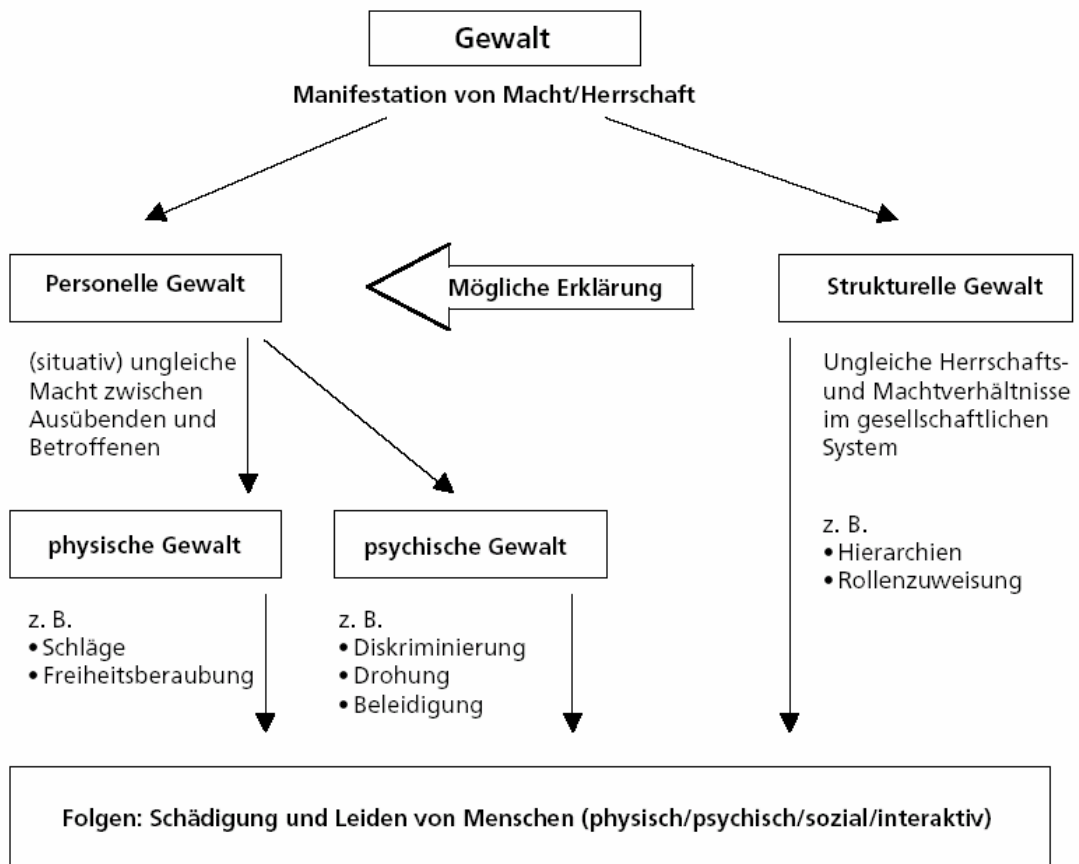 Gewalt
Manifestation von Macht/Herrschaft
Personelle Gewalt
Mögliche Erklärung
Strukturelle Gewalt
(situativ) ungleiche
Macht zwischen
Ausübenden und
Betroffenen
Ungleiche Herrschafts-
und Machtverhältnisse
im gesellschaftlichen
System
physische Gewalt
psychische Gewalt
z. B.
• Hierarchien
• Rollenzuweisung
z. B.
• Schläge
• Freiheitsberaubung
z. B.
• Diskriminierung
• Drohung
• Beleidigung
Folgen: Schädigung und Leiden von Menschen (physisch/psychisch/sozial/interaktiv)